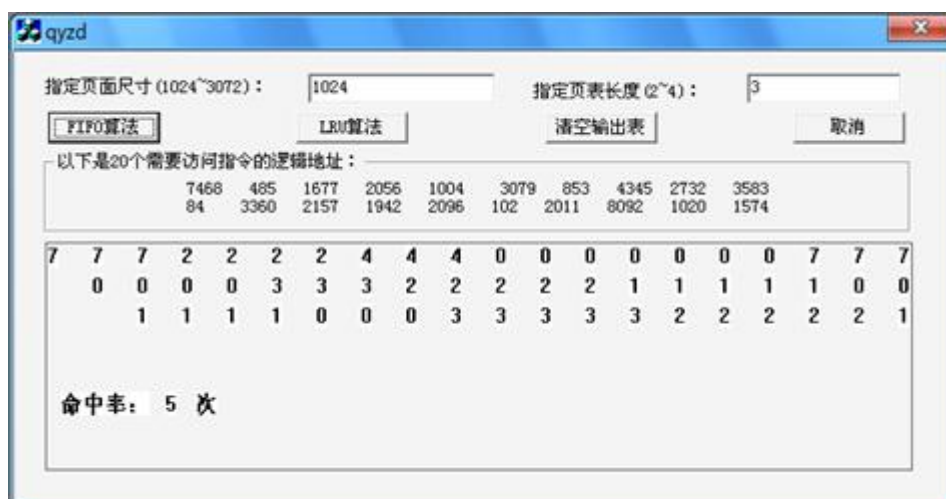 qyzd
指定页面尺寸(1024~3072)： 1024 指定页表长度(2~4)： 3
FIFO算法 LRU算法 清空输出表 取消
以下是20个需要访问指令的逻辑地址：
7468 485 1677 2056 1004 3079 853 4345 2732 3583
84 3360 2157 1942 2096 102 2011 8092 1020 1574
7 7 7 2 2 2 2 4 4 4 0 0 0 0 0 0 0 7 7 7
0 0 0 0 3 3 3 2 2 2 2 2 1 1 1 1 1 0 0
1 1 1 1 0 0 0 3 3 3 3 3 2 2 2 2 2 1
命中率： 5 次